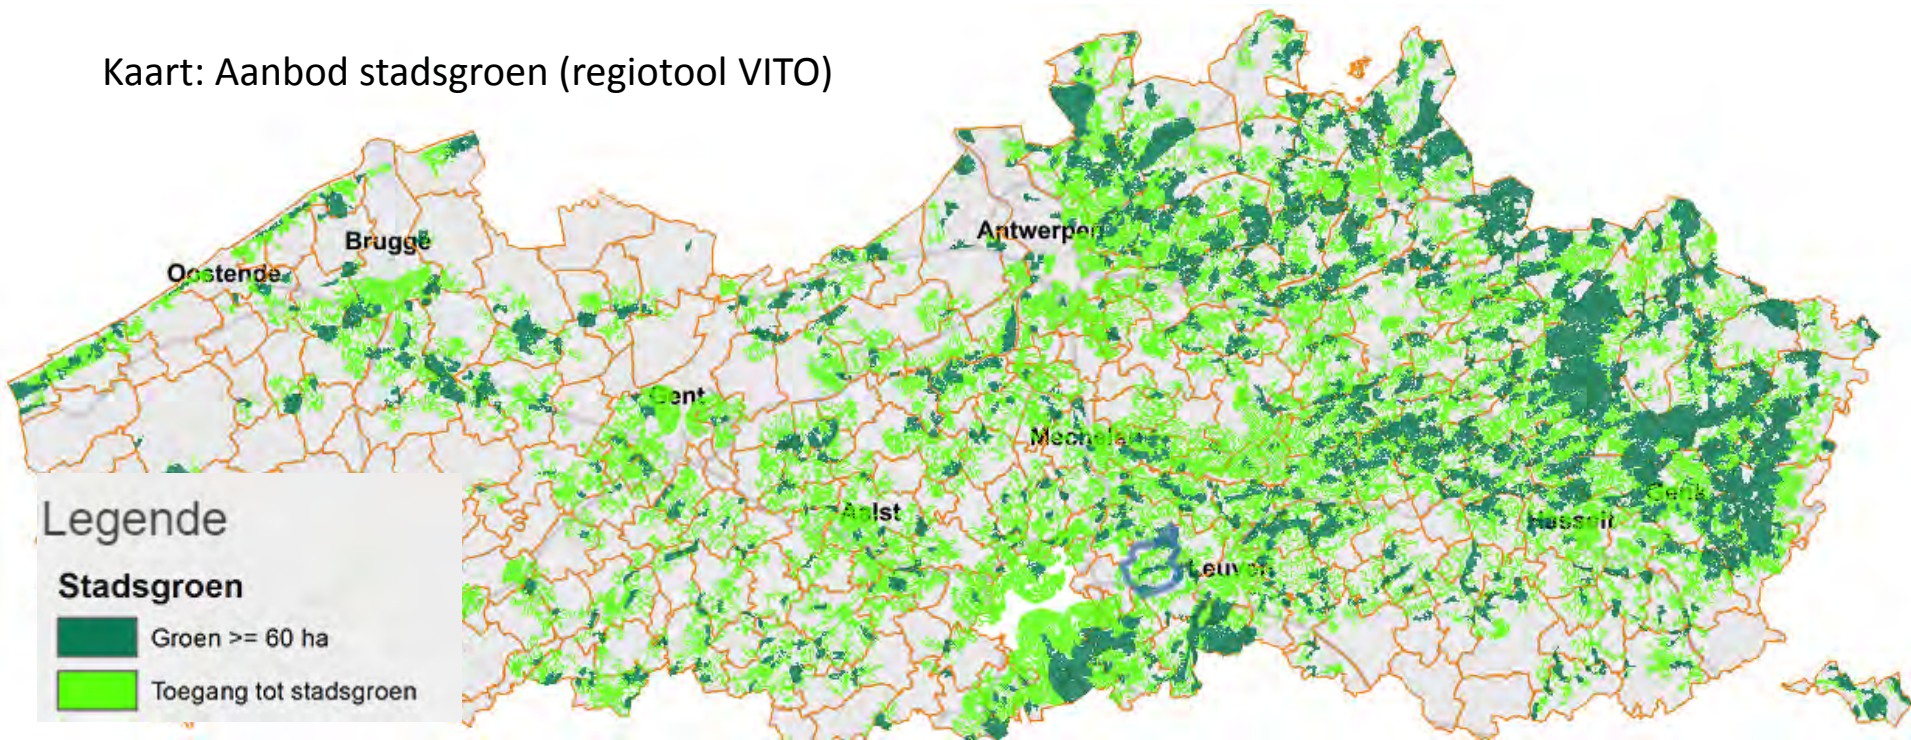 Kaart: Aanbod stadsgroen (regiotool VITO)
Antwerpen
Brugge
Oostende
Gent
Mechelen
Genk
Aalst
Hasselt
Leuven
Legende
Stadsgroen
Groen >= 60 ha
Toegang tot stadsgroen